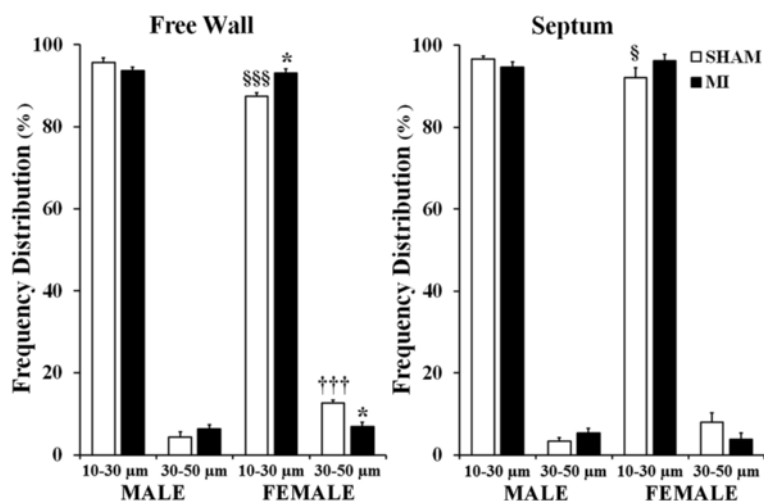 Free Wall
Frequency Distribution (%)
100
80
60
40
20
0
§§§
*
†††
*
10-30 µm 30-50 µm 10-30 µm 30-50 µm
MALE FEMALE
Septum
Frequency Distribution (%)
100
80
60
40
20
0
§
SHAM
MI
10-30 µm 30-50 µm 10-30 µm 30-50 µm
MALE FEMALE